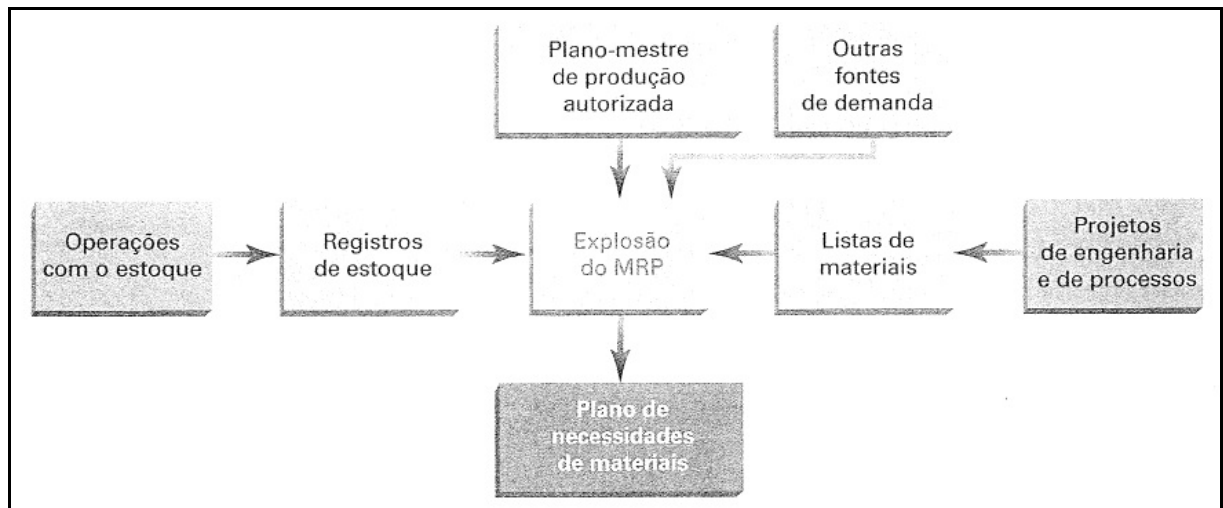 Plano-mestre
de produção
autorizada
Outras
fontes
de demanda
Operações
com o estoque
Registros
de estoque
Explosão
do MRP
Listas de
materiais
Projetos
de engenharia
e de processos
Plano de
necessidades
de materiais